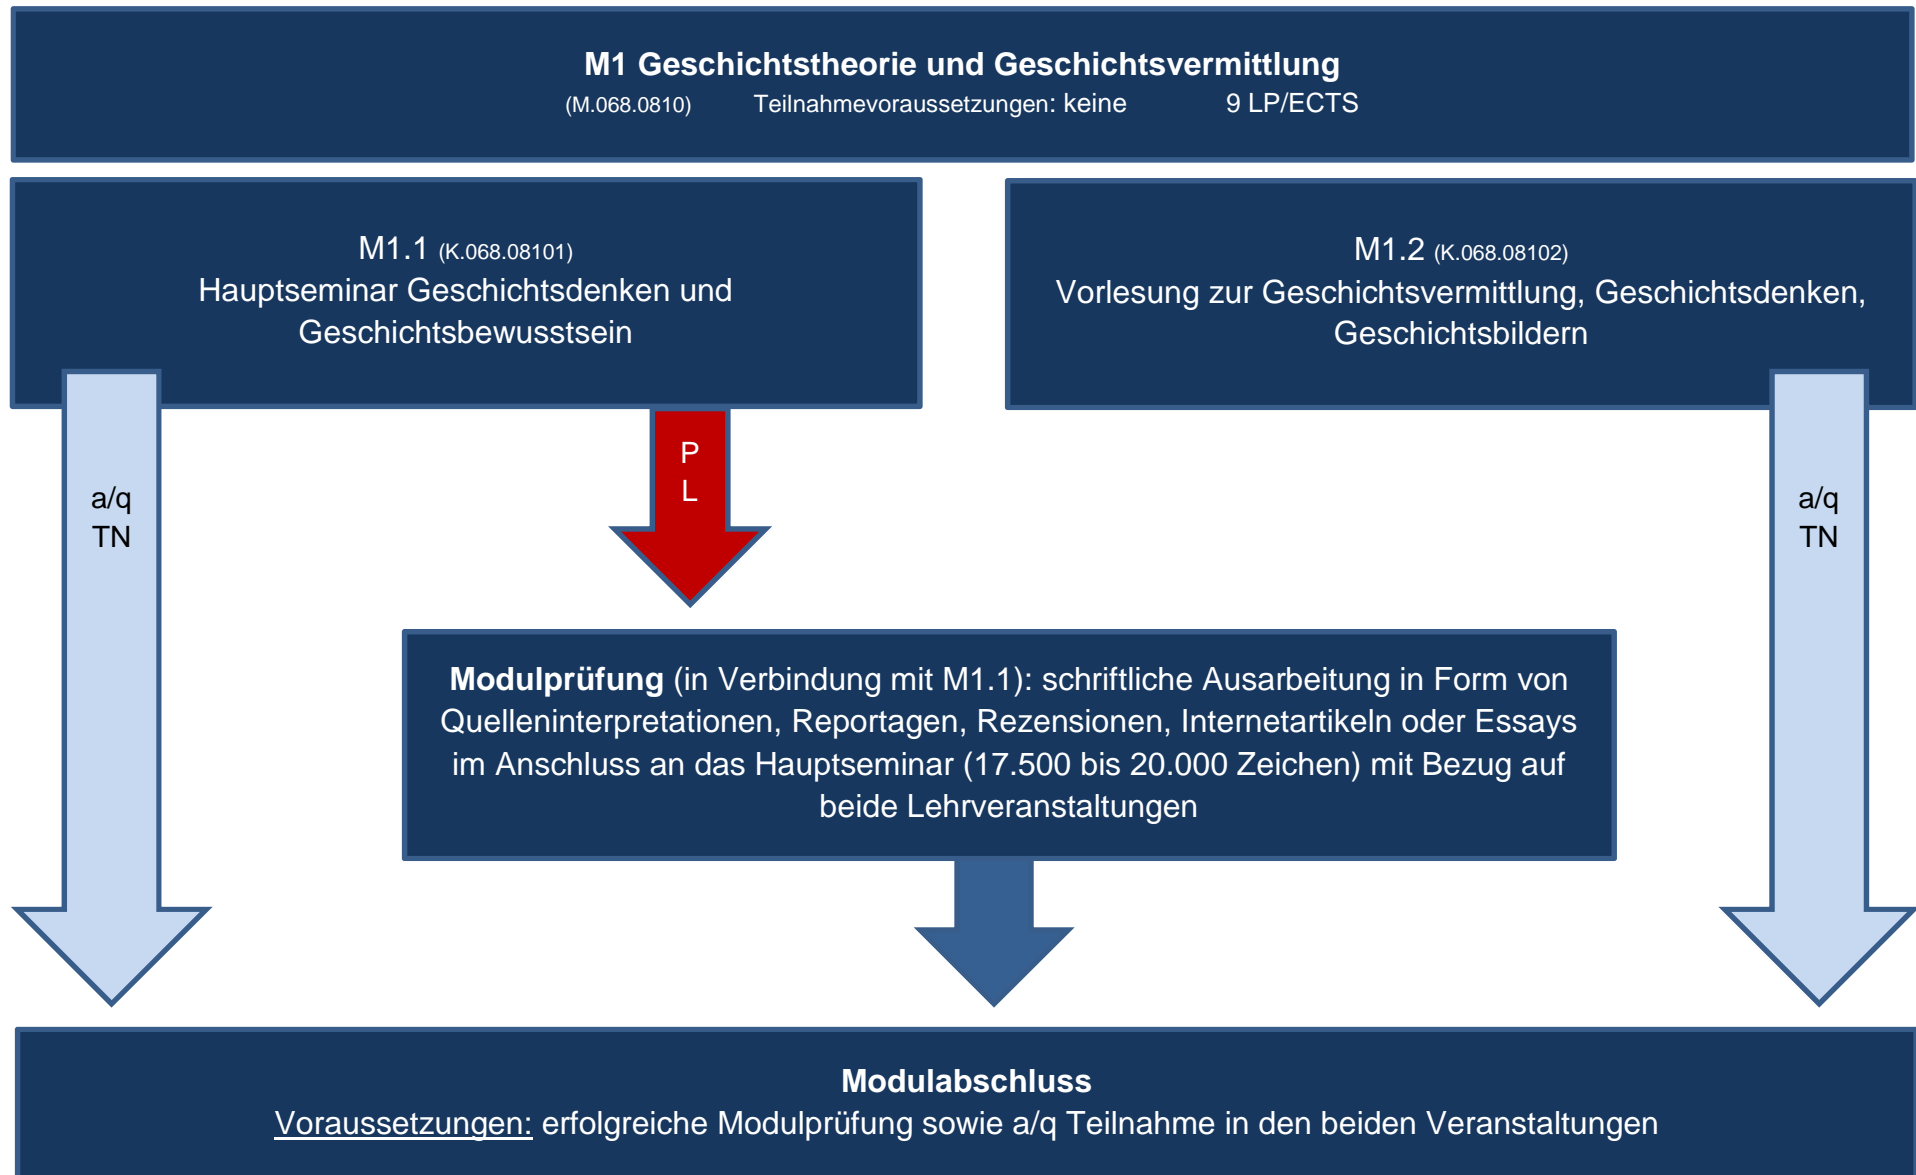 M1 Geschichtstheorie und Geschichtsvermittlung
(M.068.0810) Teilnahmevoraussetzungen: keine 9 LP/ECTS
M1.1 (K.068.08101)
Hauptseminar Geschichtsdenken und
Geschichtsbewusstsein
M1.2 (K.068.08102)
Vorlesung zur Geschichtsvermittlung, Geschichtsdenken,
Geschichtsbildern
a/q
TN
P
L
a/q
TN
Modulprüfung (in Verbindung mit M1.1): schriftliche Ausarbeitung in Form von
Quelleninterpretationen, Reportagen, Rezensionen, Internetartikeln oder Essays
im Anschluss an das Hauptseminar (17.500 bis 20.000 Zeichen) mit Bezug auf
beide Lehrveranstaltungen
Modulabschluss
Voraussetzungen: erfolgreiche Modulprüfung sowie a/q Teilnahme in den beiden Veranstaltungen